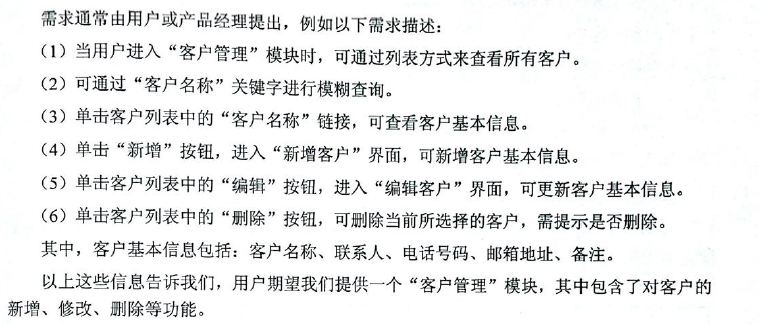 需求通常由用户或产品经理提出，例如以下需求描述：
（1）当用户进入“客户管理”模块时，可通过列表方式来查看所有客户。
（2）可通过“客户名称”关键字进行模糊查询。
（3）单击客户列表中的“客户名称”链接，可查看客户基本信息。
（4）单击“新增”按钮，进入“新增客户”界面，可新增客户基本信息。
（5）单击客户列表中的“编辑”按钮，进入“编辑客户”界面，可更新客户基本信息。
（6）单击客户列表中的“删除”按钮，可删除当前所选择的客户，需提示是否删除。
其中，客户基本信息包括：客户名称、联系人、电话号码、邮箱地址、备注。
以上这些信息告诉我们，用户期望我们提供一个“客户管理”模块，其中包含了对客户的
新增、修改、删除等功能。